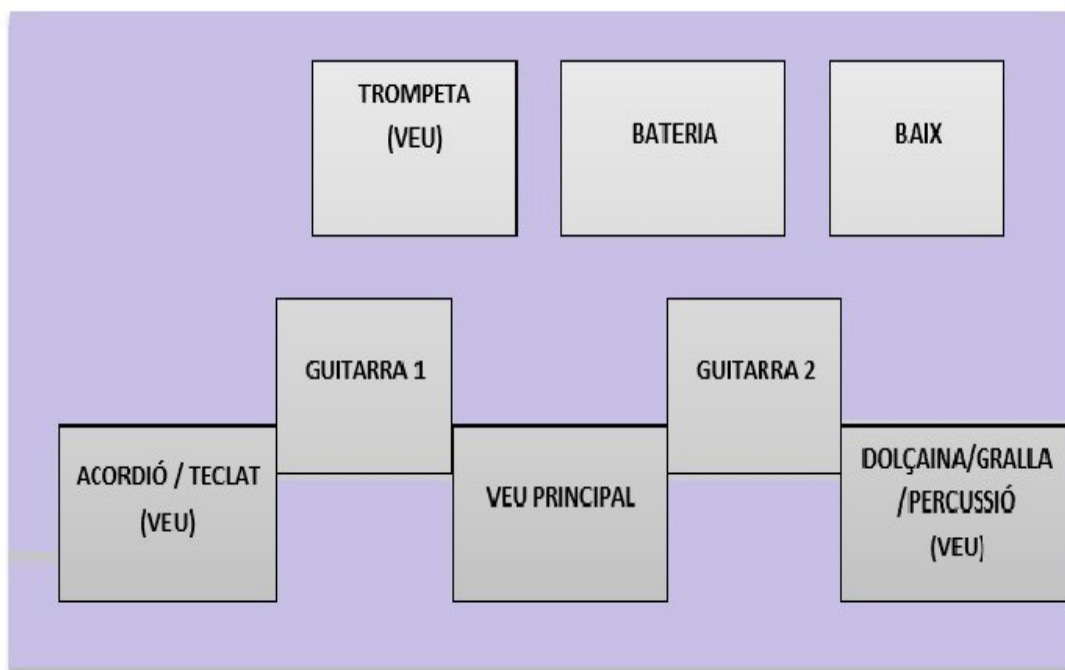 TROMPETA
(VEU)
BATERIA
BAIX
GUITARRA 1
GUITARRA 2
ACORDIÓ / TECLAT
(VEU)
VEU PRINCIPAL
DOLÇAINA/GRALLA
/PERCUSSIÓ
(VEU)